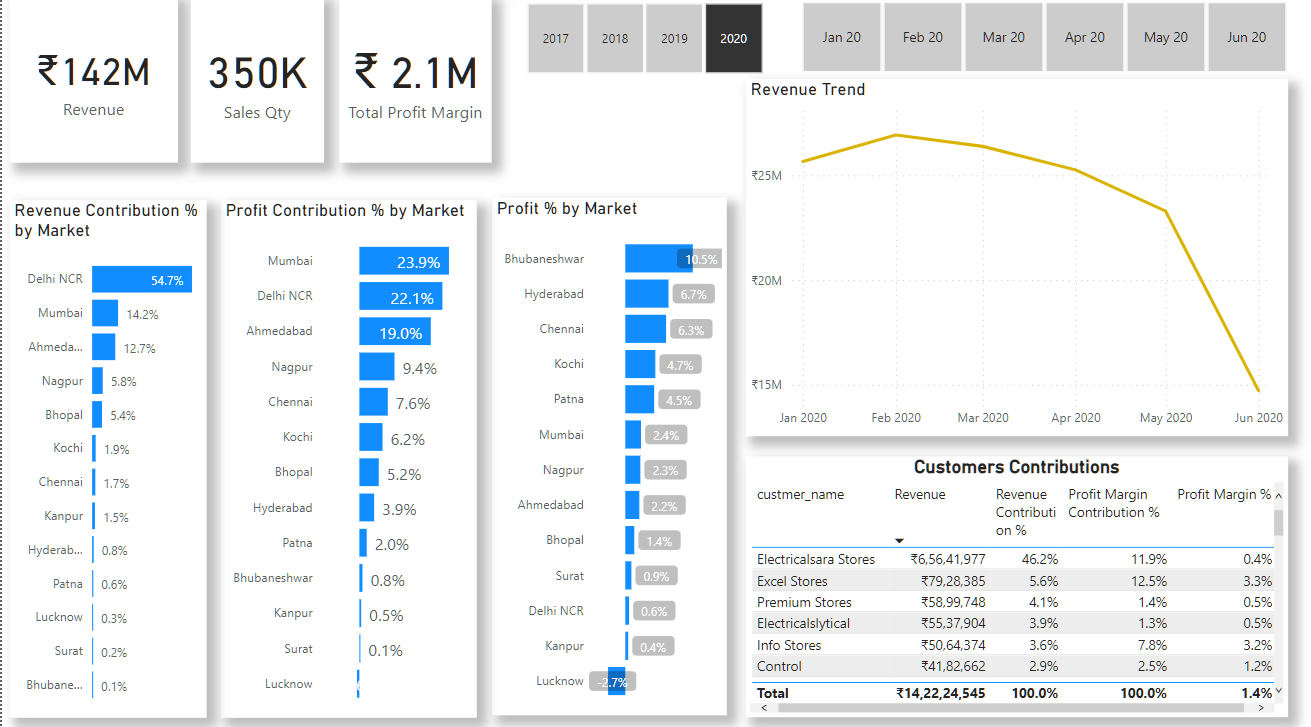 ₹142M
Revenue
350K
Sales Qty
₹ 2.1M
Total Profit Margin
2017 2018 2019 2020
Jan 20 Feb 20 Mar 20 Apr 20 May 20 Jun 20
Revenue Contribution %
by Market
Delhi NCR 54.7%
Mumbai 14.2%
Ahmeda... 12.7%
Nagpur 5.8%
Bhopal 5.4%
Kochi 1.9%
Chennai 1.7%
Kanpur 1.5%
Hyderab... 0.8%
Patna 0.6%
Lucknow 0.3%
Surat 0.2%
Bhubane... 0.1%
Profit Contribution % by Market
Mumbai 23.9%
Delhi NCR 22.1%
Ahmedabad 19.0%
Nagpur 9.4%
Chennai 7.6%
Kochi 6.2%
Bhopal 5.2%
Hyderabad 3.9%
Patna 2.0%
Bhubaneshwar 0.8%
Kanpur 0.5%
Surat 0.1%
Lucknow
Profit % by Market
Bhubaneshwar 10.5%
Hyderabad 6.7%
Chennai 6.3%
Kochi 4.7%
Patna 4.5%
Mumbai 2.4%
Nagpur 2.3%
Ahmedabad 2.2%
Bhopal 1.4%
Surat 0.9%
Delhi NCR 0.6%
Kanpur 0.4%
Lucknow -2.7%
Revenue Trend
₹25M
₹20M
₹15M
Jan 2020 Feb 2020 Mar 2020 Apr 2020 May 2020 Jun 2020
Customers Contributions
custmer_name Revenue Revenue Profit Margin Profit Margin %
Contributi Contribution %
on %
Electricalsara Stores ₹6,56,41,977 46.2% 11.9% 0.4%
Excel Stores ₹79,28,385 5.6% 12.5% 3.3%
Premium Stores ₹58,99,748 4.1% 1.4% 0.5%
Electricalslytical ₹55,37,904 3.9% 1.3% 0.5%
Info Stores ₹50,64,374 3.6% 7.8% 3.2%
Control ₹41,82,662 2.9% 2.5% 1.2%
Total ₹14,22,24,545 100.0% 100.0% 1.4%